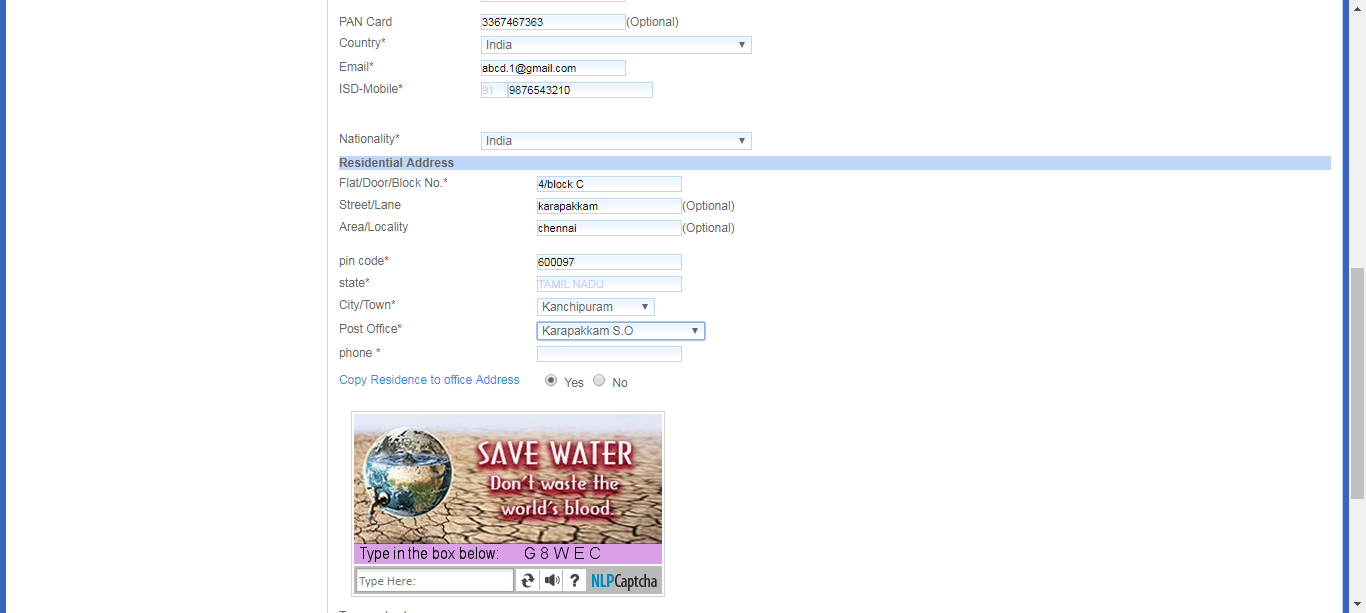 PAN Card 3367467363 (Optional)
Country* India
Email* abcd.1@gmail.com
ISD-Mobile* 91 9876543210
Nationality* India
Residential Address
Flat/Door/Block No.* 4/block C
Street/Lane karapakkam (Optional)
Area/Locality chennai (Optional)
pin code* 600097
state* TAMIL NADU
City/Town* Kanchipuram
Post Office* Karapakkam S.O
phone *
Copy Residence to office Address Yes No
SAVE WATER
Don't waste the
world's blood.
Type in the box below: G 8 W E C
Type Here: ? NLPCaptcha